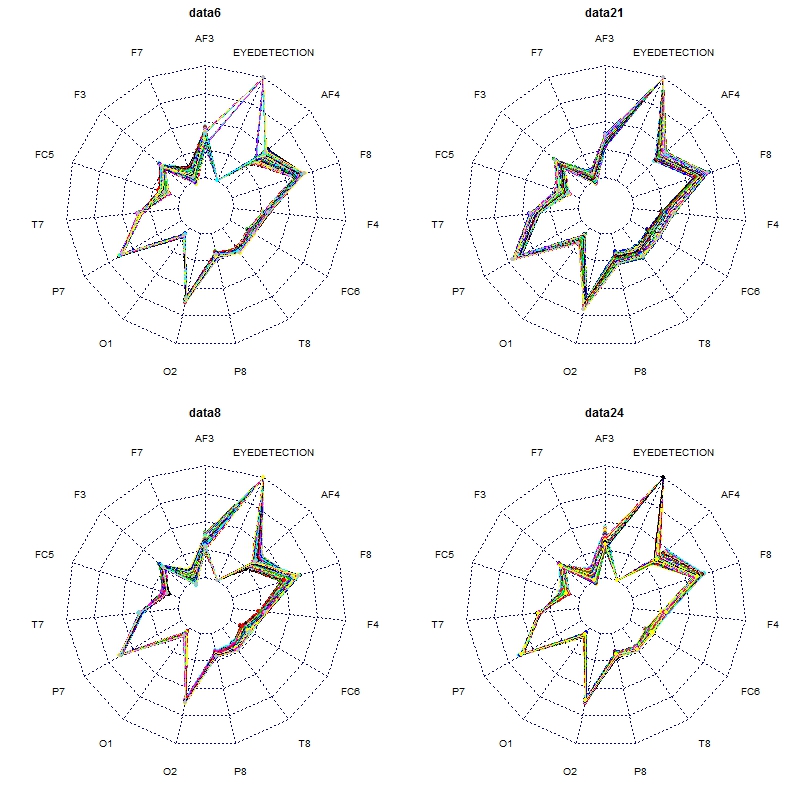 data6
AF3
EYEDETECTION
F7
AF4
F3
F8
FC5
F4
T7
FC6
P7
T8
O1
P8
O2
data21
AF3
EYEDETECTION
F7
AF4
F3
F8
FC5
F4
T7
FC6
P7
T8
O1
P8
O2
data8
AF3
EYEDETECTION
F7
AF4
F3
F8
FC5
F4
T7
FC6
P7
T8
O1
P8
O2
data24
AF3
EYEDETECTION
F7
AF4
F3
F8
FC5
F4
T7
FC6
P7
T8
O1
P8
O2